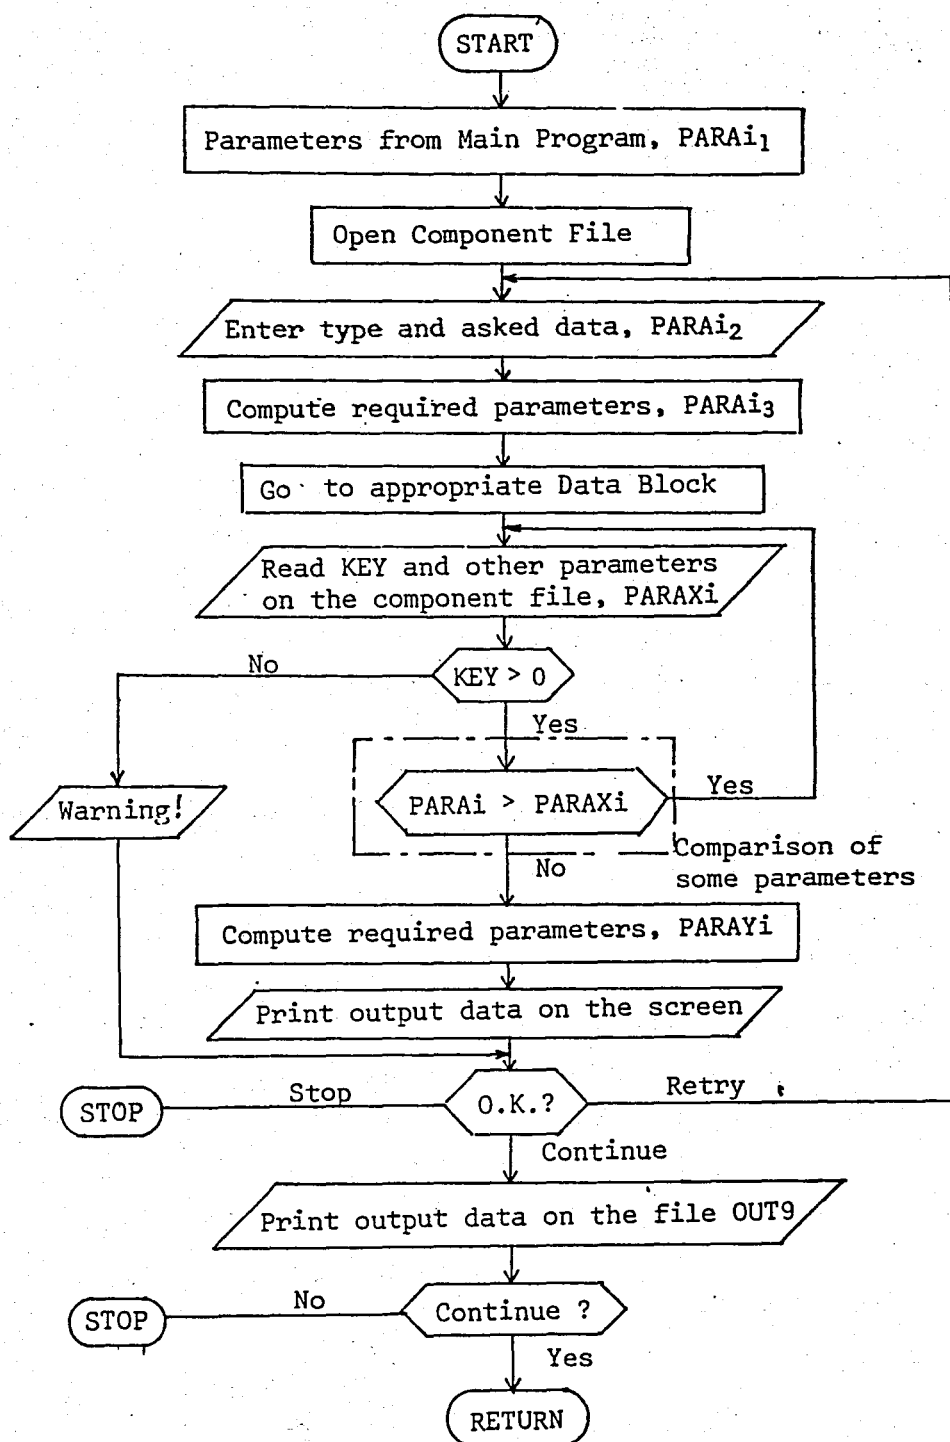 START
Parameters from Main Program, PARAi1
Open Component File
Enter type and asked data, PARAi2
Compute required parameters, PARAi3
Go to appropriate Data Block
Read KEY and other parameters
on the component file, PARAXi
No
KEY > 0
Yes
Warning!
PARAi > PARAXi
Yes
Comparison of
some parameters
No
Compute required parameters, PARAYi
Print output data on the screen
STOP
Stop
O.K.?
Retry
Continue
Print output data on the file OUT9
STOP
No
Continue ?
Yes
RETURN